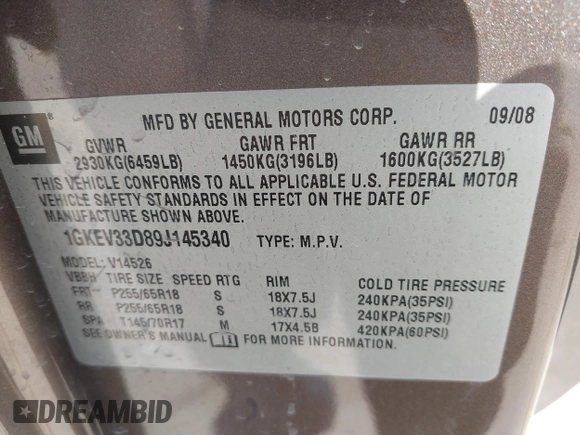 GM
MFD BY GENERAL MOTORS CORP. 09/08
GVWR GAWR FRT GAWR RR
2930KG(6459LB) 1450KG(3196LB) 1600KG(3527LB)
THIS VEHICLE CONFORMS TO ALL APPLICABLE U.S. FEDERAL MOTOR
VEHICLE SAFETY STANDARDS IN EFFECT ON THE DATE OF
MANUFACTURE SHOWN ABOVE.
1GKEV33D89J145340 TYPE: M.P.V.
MODEL: V14526
VBBH TIRE SIZE SPEED RTG RIM COLD TIRE PRESSURE
FRT P255/65R18 S 18X7.5J 240KPA(35PSI)
RR P255/65R18 S 18X7.5J 240KPA(35PSI)
SPA T145/70R17 M 17X4.5B 420KPA(60PSI)
SEE OWNER'S MANUAL FOR MORE INFORMATION.
DREAMBID